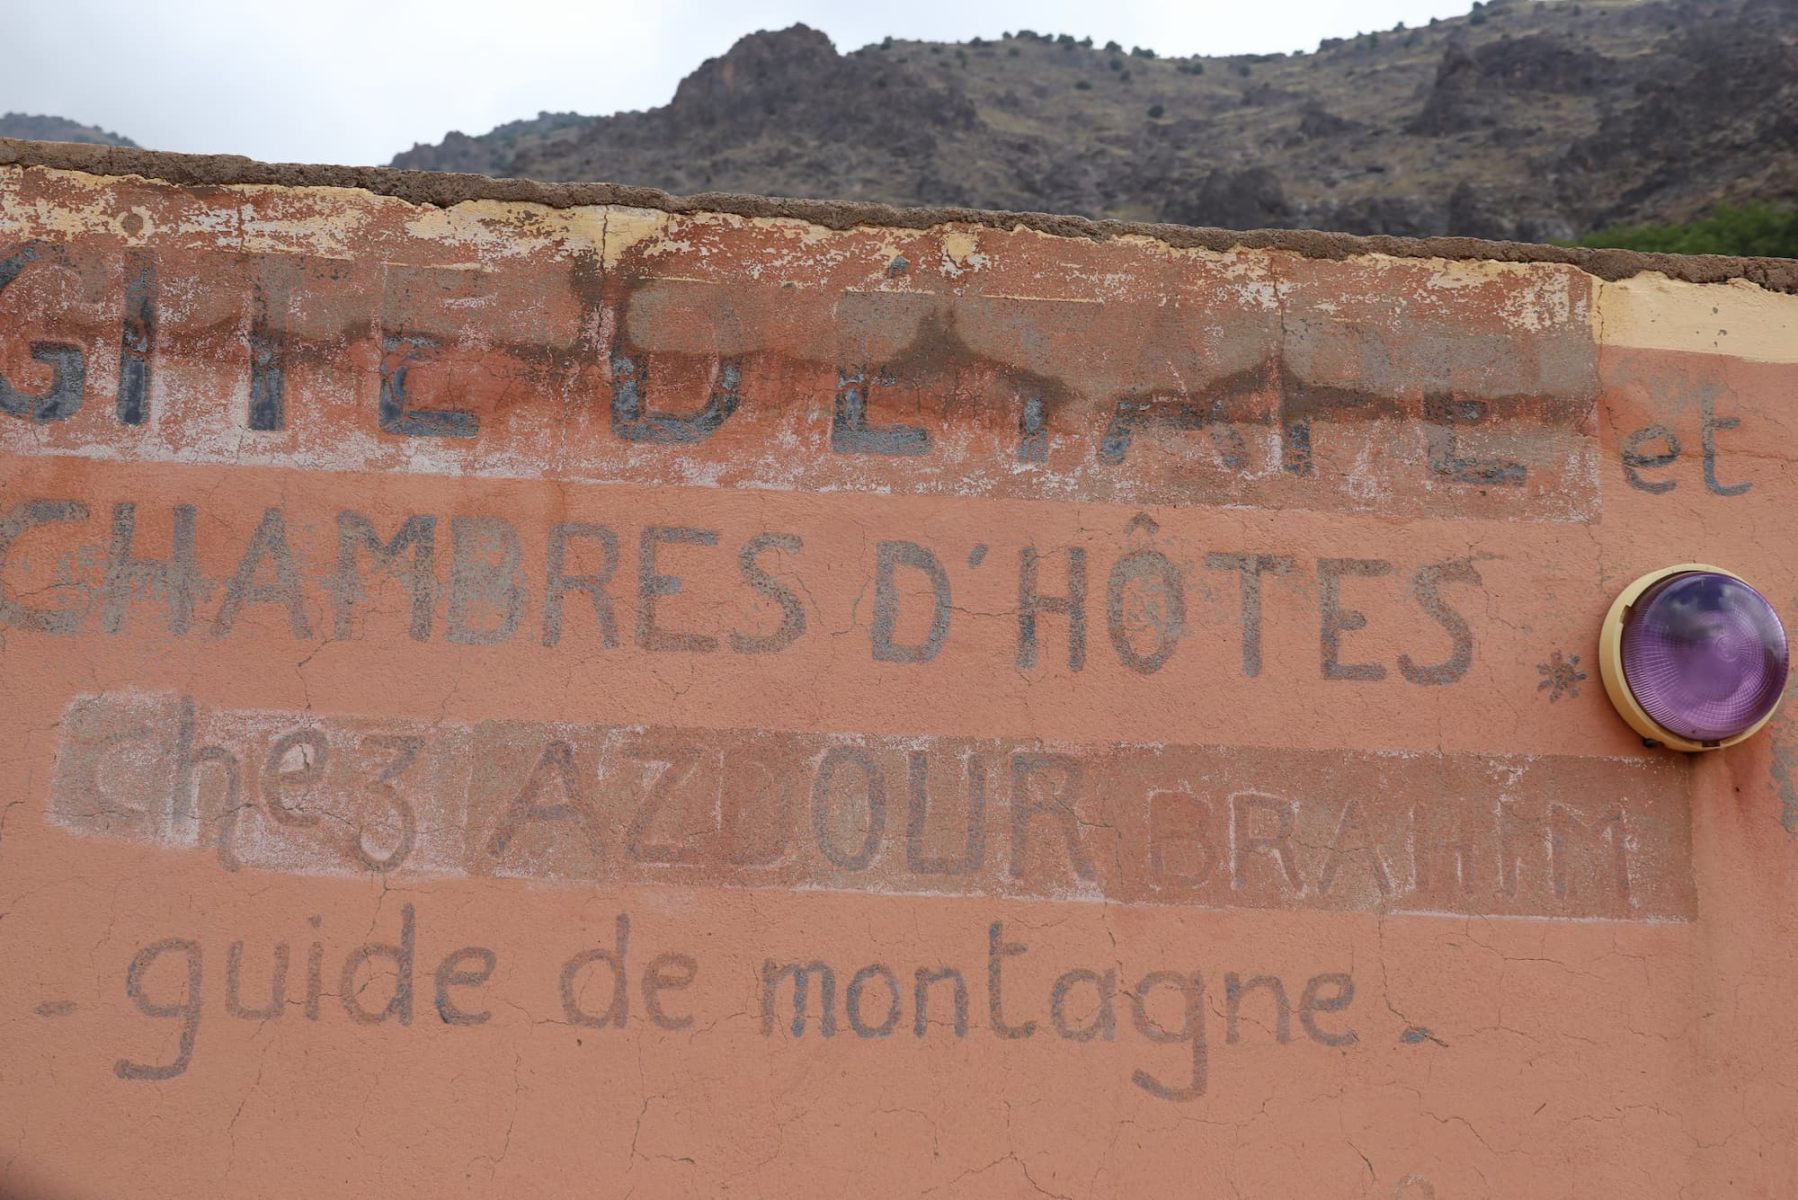 GITE D'ETAPE et
CHAMBRES D'HÔTES *
chez AZDOUR BRAHIM
- guide de montagne -